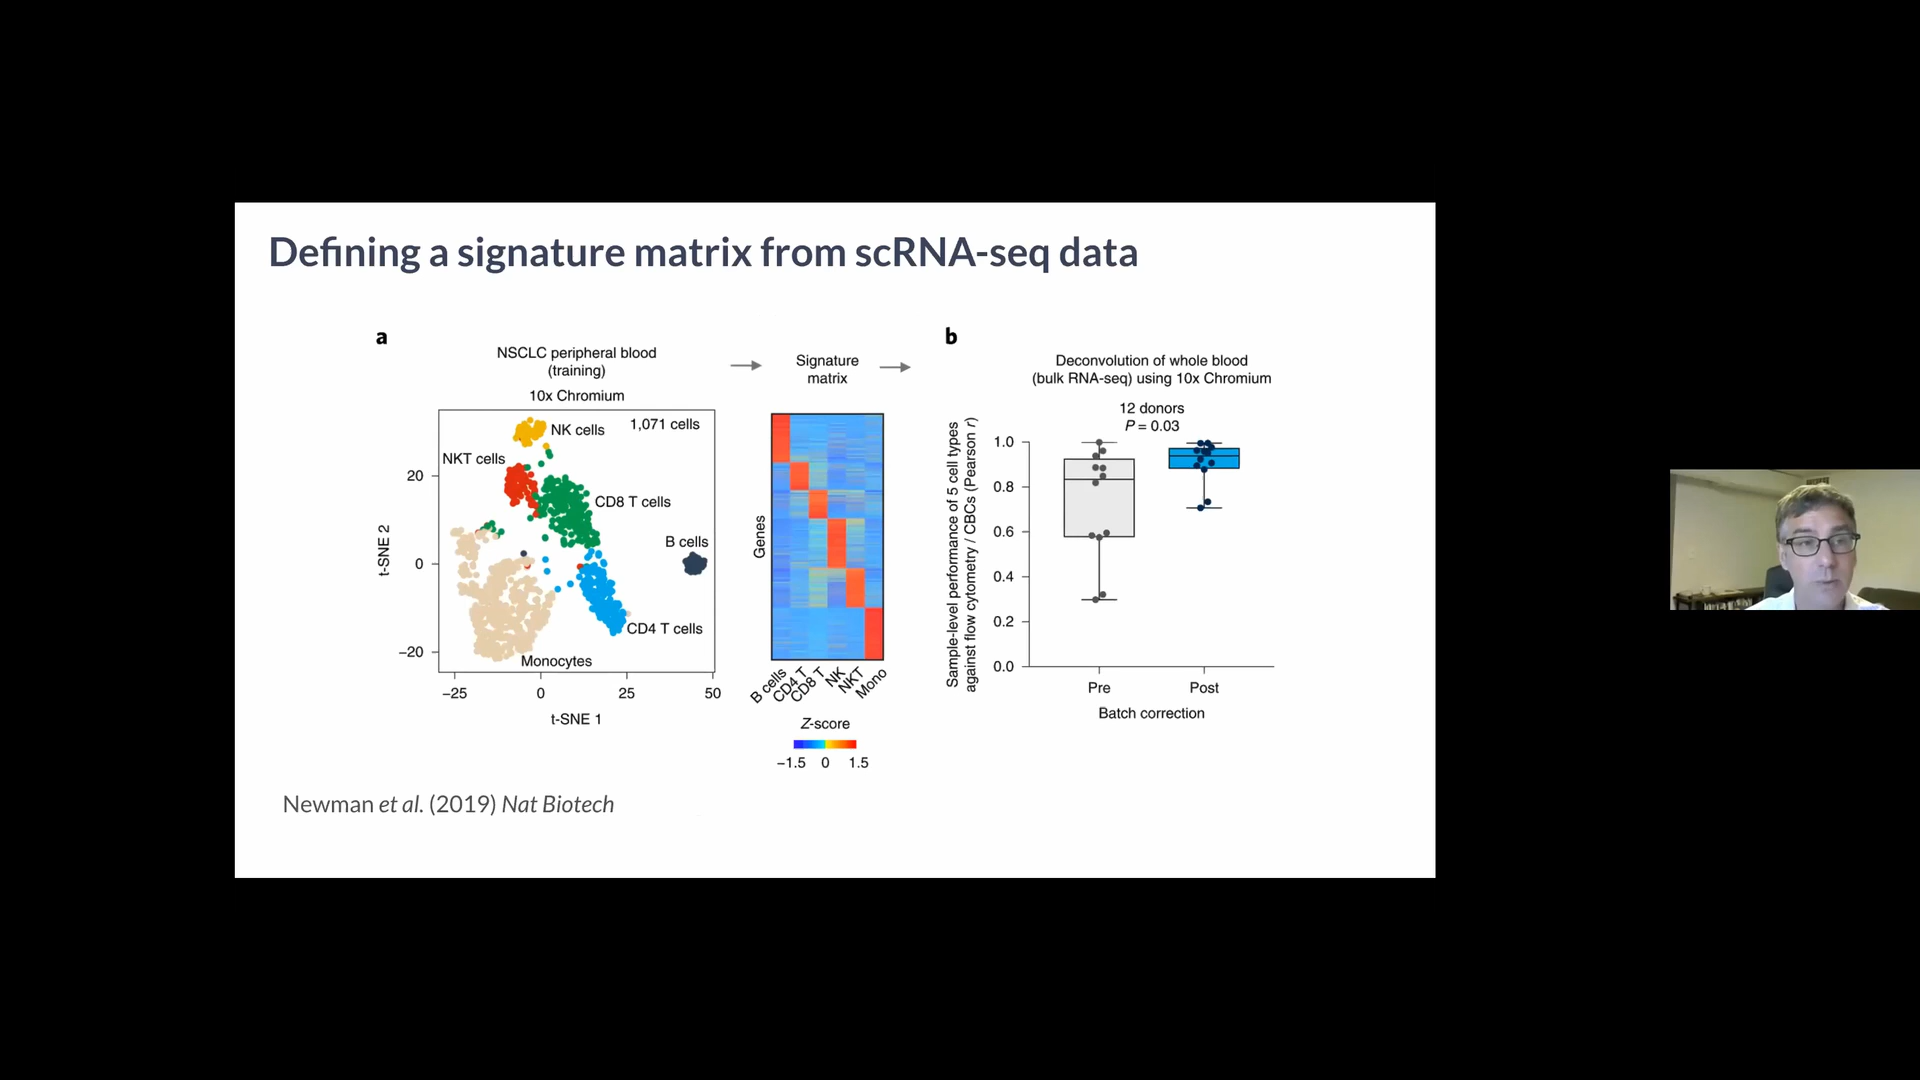 Defining a signature matrix from scRNA-seq data
a
NSCLC peripheral blood
(training)
10x Chromium
1,071 cells
NK cells
NKT cells
CD8 T cells
B cells
CD4 T cells
Monocytes
t-SNE 2
20
0
−20
−25
0
25
50
t-SNE 1
Signature
matrix
Genes
B cells
CD4 T
CD8 T
NK
NKT
Mono
Z-score
−1.5
0
1.5
b
Deconvolution of whole blood
(bulk RNA-seq) using 10x Chromium
12 donors
P = 0.03
Sample-level performance of 5 cell types
against flow cytometry / CBCs (Pearson r)
1.0
0.8
0.6
0.4
0.2
0.0
Pre
Post
Batch correction
Newman et al. (2019) Nat Biotech